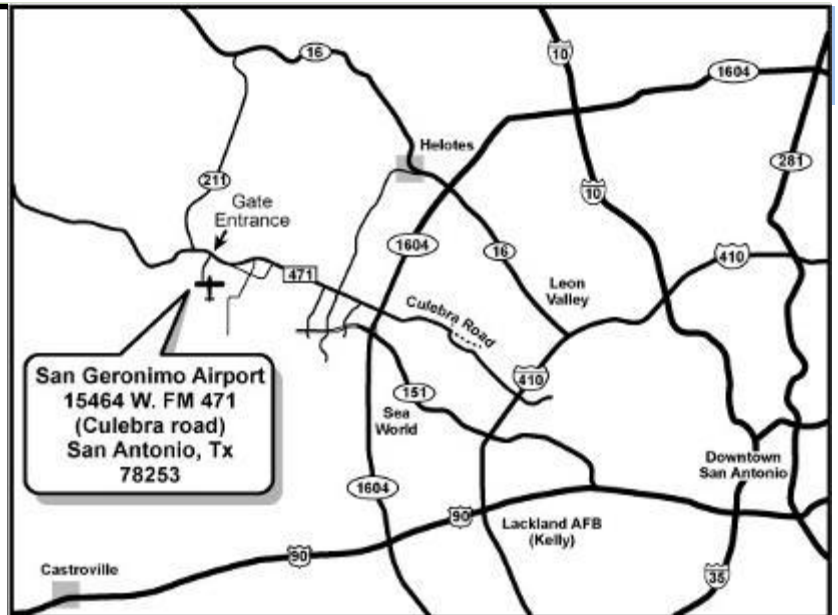 16
10
1604
Helotes
281
211
10
Gate
Entrance
1604
16
410
471
Leon
Valley
Culebra Road
San Geronimo Airport
15464 W. FM 471
(Culebra road)
San Antonio, Tx
78253
410
151
Sea
World
Downtown
San Antonio
1604
90
Lackland AFB
(Kelly)
90
35
Castroville